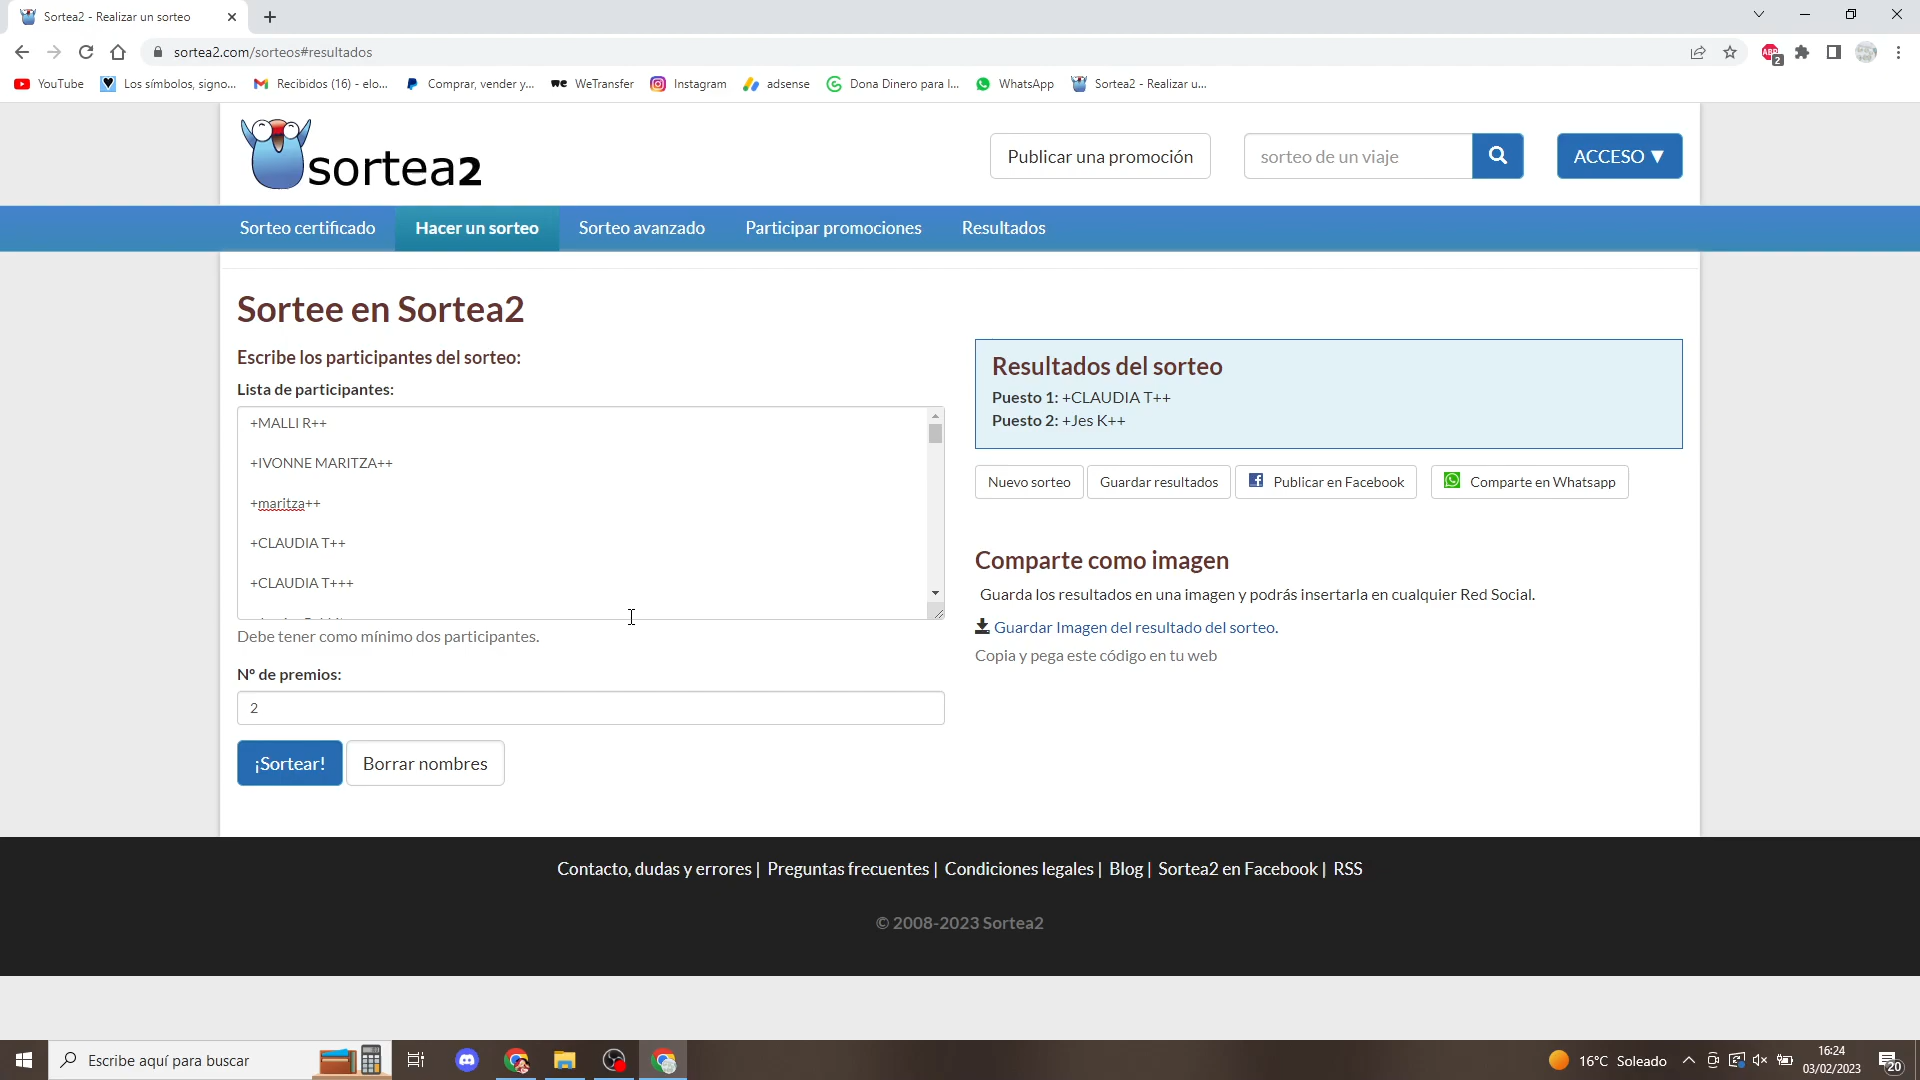 Sortea2 - Realizar un sorteo
sortea2.com/sorteos#resultados
ABP
2
YouTube
Los símbolos, signo...
Recibidos (16) - elo...
Comprar, vender y...
we WeTransfer
Instagram
adsense
Dona Dinero para l...
WhatsApp
Sortea2 - Realizar u...
sortea2
Publicar una promoción
sorteo de un viaje
ACCESO ▼
Sorteo certificado
Hacer un sorteo
Sorteo avanzado
Participar promociones
Resultados
Sortee en Sortea2
Escribe los participantes del sorteo:
Lista de participantes:
+MALLI R++
+IVONNE MARITZA++
+maritza++
+CLAUDIA T++
+CLAUDIA T+++
Debe tener como mínimo dos participantes.
Nº de premios:
2
¡Sortear!
Borrar nombres
Resultados del sorteo
Puesto 1: +CLAUDIA T++
Puesto 2: +Jes K++
Nuevo sorteo
Guardar resultados
Publicar en Facebook
Comparte en Whatsapp
Comparte como imagen
Guarda los resultados en una imagen y podrás insertarla en cualquier Red Social.
Guardar Imagen del resultado del sorteo.
Copia y pega este código en tu web
Contacto, dudas y errores | Preguntas frecuentes | Condiciones legales | Blog | Sortea2 en Facebook | RSS
© 2008-2023 Sortea2
Escribe aquí para buscar
16°C Soleado
16:24
03/02/2023
20